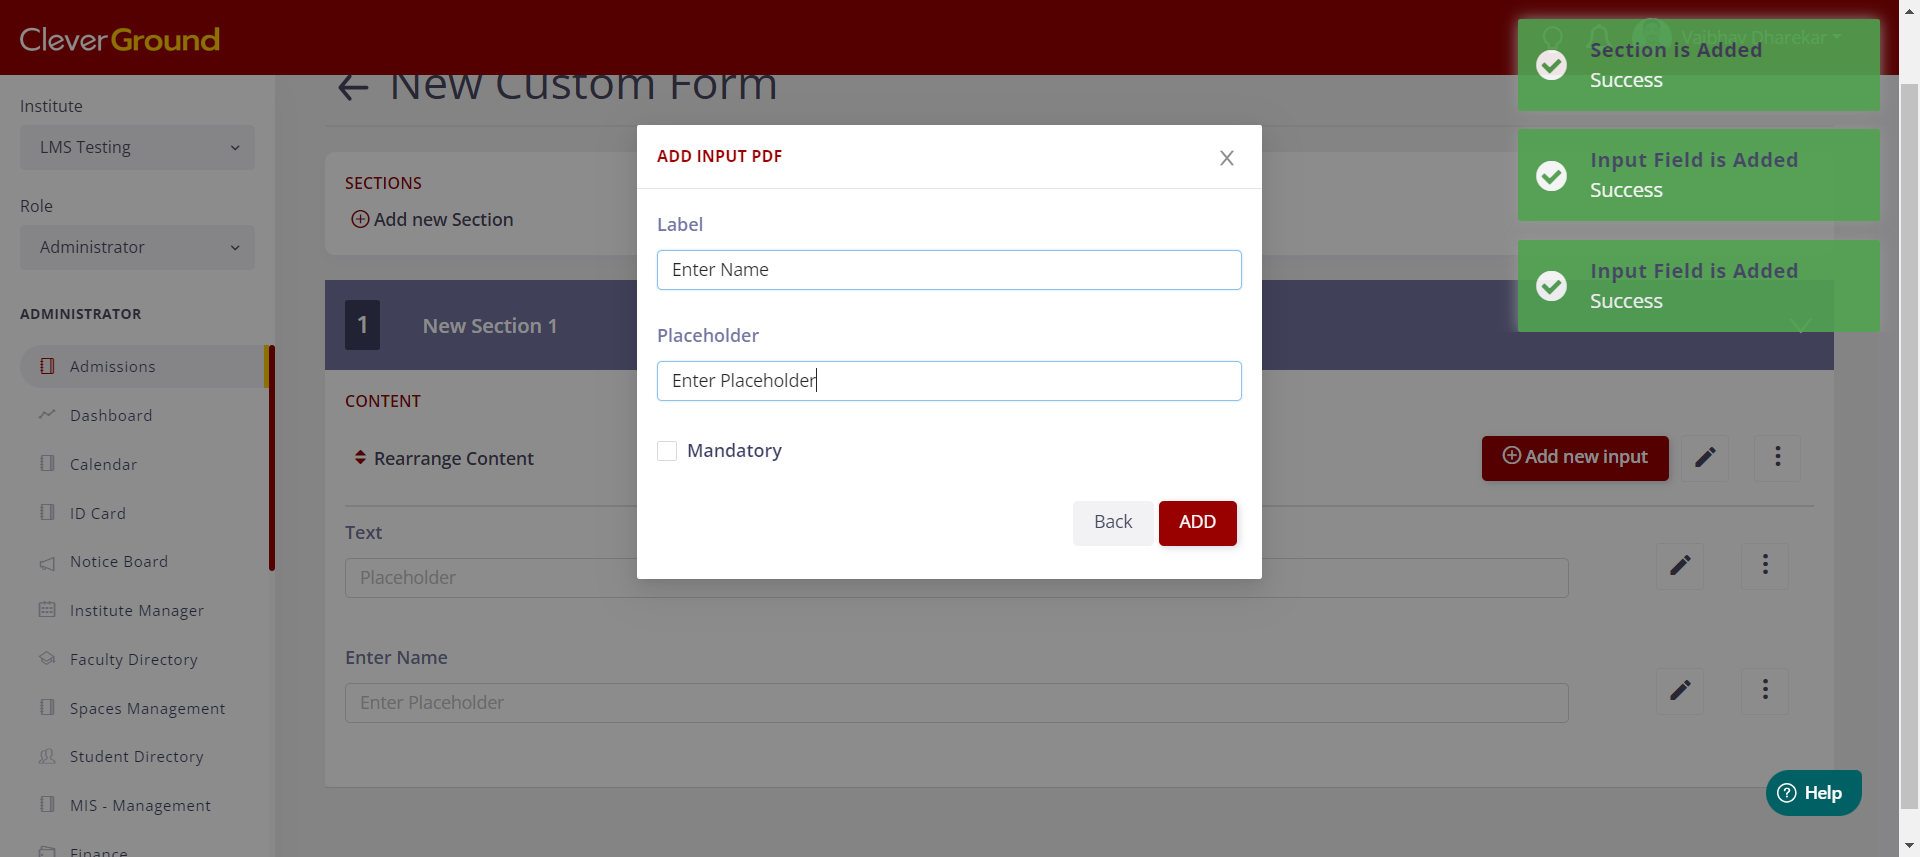 CleverGround
Vaibhav Dharekar
Institute
LMS Testing
Role
Administrator
ADMINISTRATOR
Admissions
Dashboard
Calendar
ID Card
Notice Board
Institute Manager
Faculty Directory
Spaces Management
Student Directory
MIS - Management
Finance
New Custom Form
SECTIONS
Add new Section
1
New Section 1
CONTENT
Rearrange Content
Add new input
Text
Placeholder
Enter Name
Enter Placeholder
ADD INPUT PDF
Label
Enter Name
Placeholder
Enter Placeholder
Mandatory
Back
ADD
Section is Added
Success
Input Field is Added
Success
Input Field is Added
Success
Help